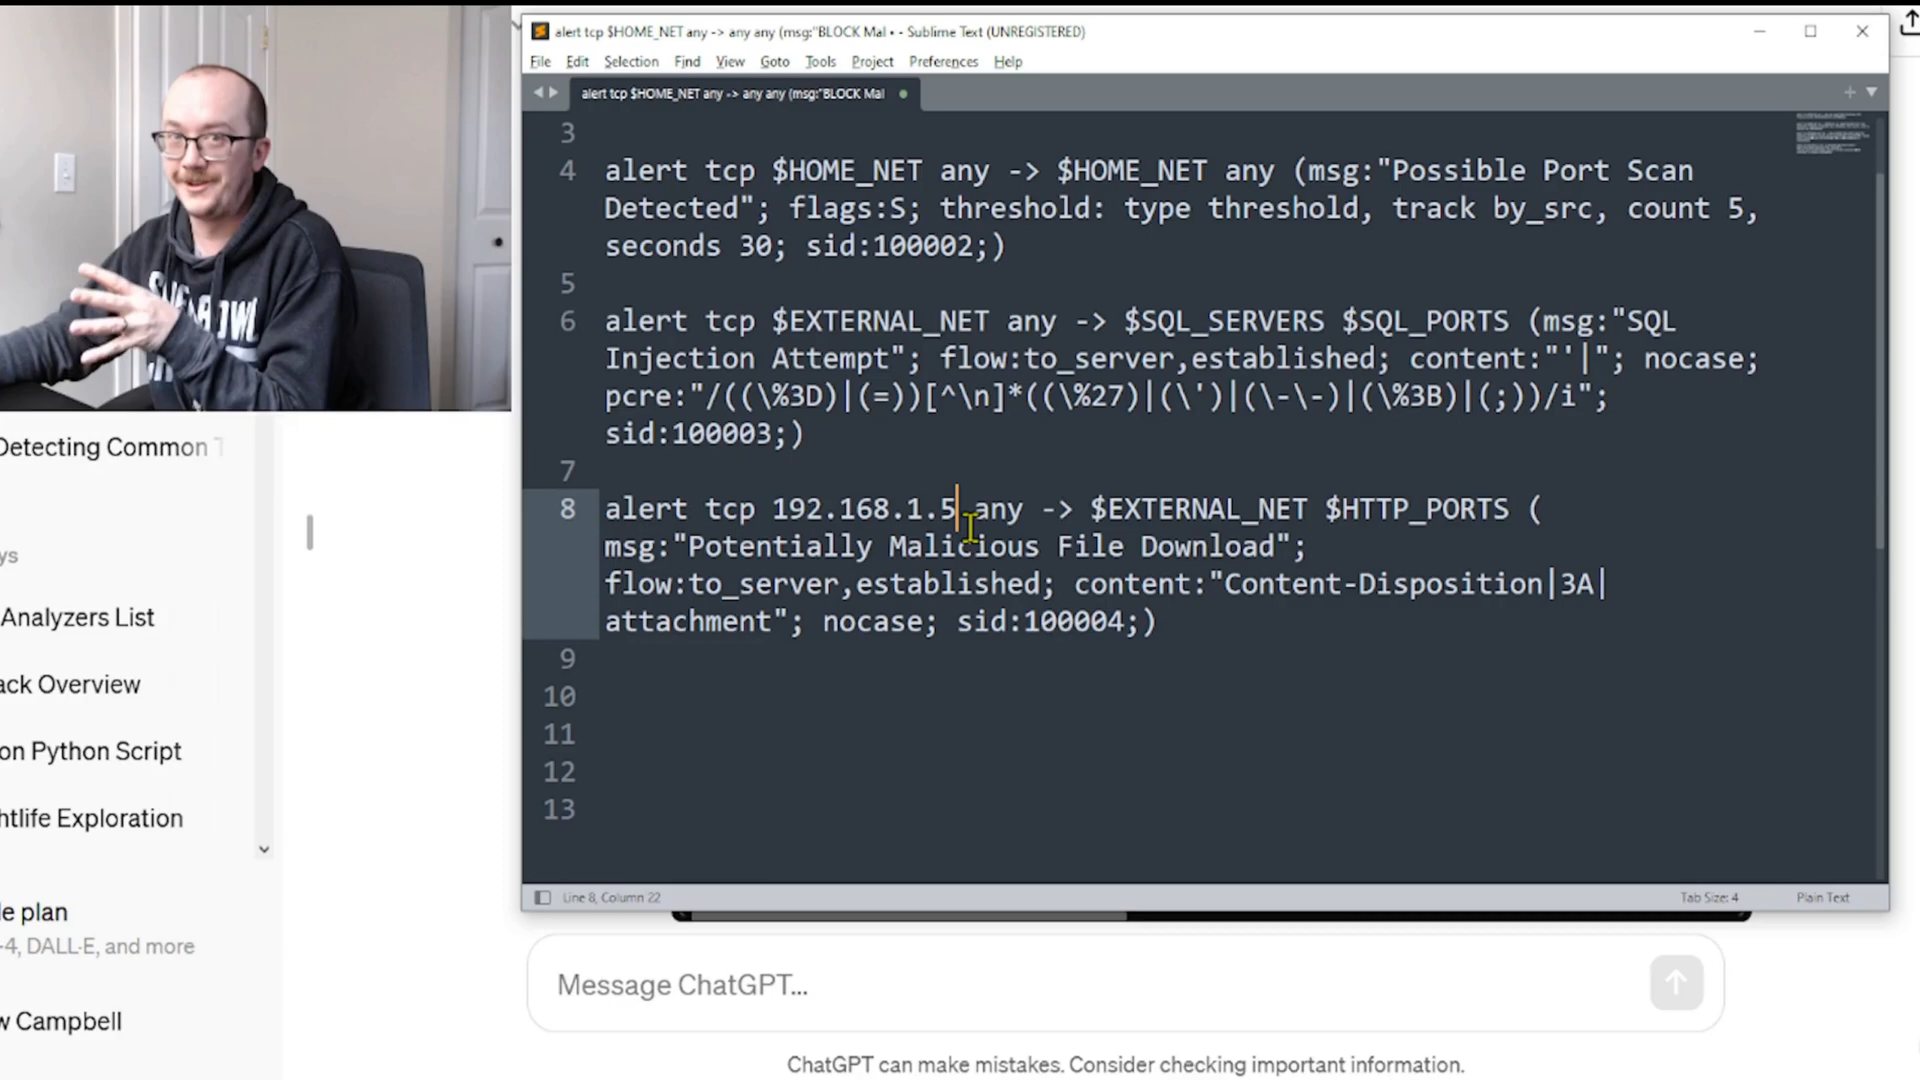 alert tcp $HOME_NET any -> any any (msg:"BLOCK Mal • - Sublime Text (UNREGISTERED)
File Edit Selection Find View Goto Tools Project Preferences Help
alert tcp $HOME_NET any -> any any (msg:"BLOCK Mal
3
4 alert tcp $HOME_NET any -> $HOME_NET any (msg:"Possible Port Scan
Detected"; flags:S; threshold: type threshold, track by_src, count 5,
seconds 30; sid:100002;)
5
6 alert tcp $EXTERNAL_NET any -> $SQL_SERVERS $SQL_PORTS (msg:"SQL
Injection Attempt"; flow:to_server,established; content:"'|"; nocase;
pcre:"/((\%3D)|(=))[^\n]*((\%27)|(\')|(\-\-)|(\%3B)|(;))/i";
sid:100003;)
7
8 alert tcp 192.168.1.5 any -> $EXTERNAL_NET $HTTP_PORTS (
msg:"Potentially Malicious File Download";
flow:to_server,established; content:"Content-Disposition|3A|
attachment"; nocase; sid:100004;)
9
10
11
12
13
Line 8, Column 22
Tab Size: 4
Plain Text
Detecting Common
ys
Analyzers List
ack Overview
on Python Script
htlife Exploration
le plan
-4, DALL·E, and more
w Campbell
Message ChatGPT...
ChatGPT can make mistakes. Consider checking important information.